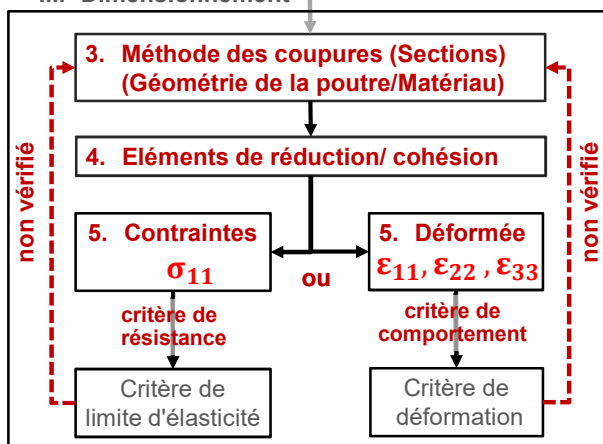 Dimensionnement
3. Méthode des coupures (Sections)
(Géométrie de la poutre/Matériau)
4. Eléments de réduction/ cohésion
non vérifié
non vérifié
5. Contraintes
σ₁₁
ou
5. Déformée
ε₁₁, ε₂₂ , ε₃₃
critère de
résistance
critère de
comportement
Critère de
limite d'élasticité
Critère de
déformation